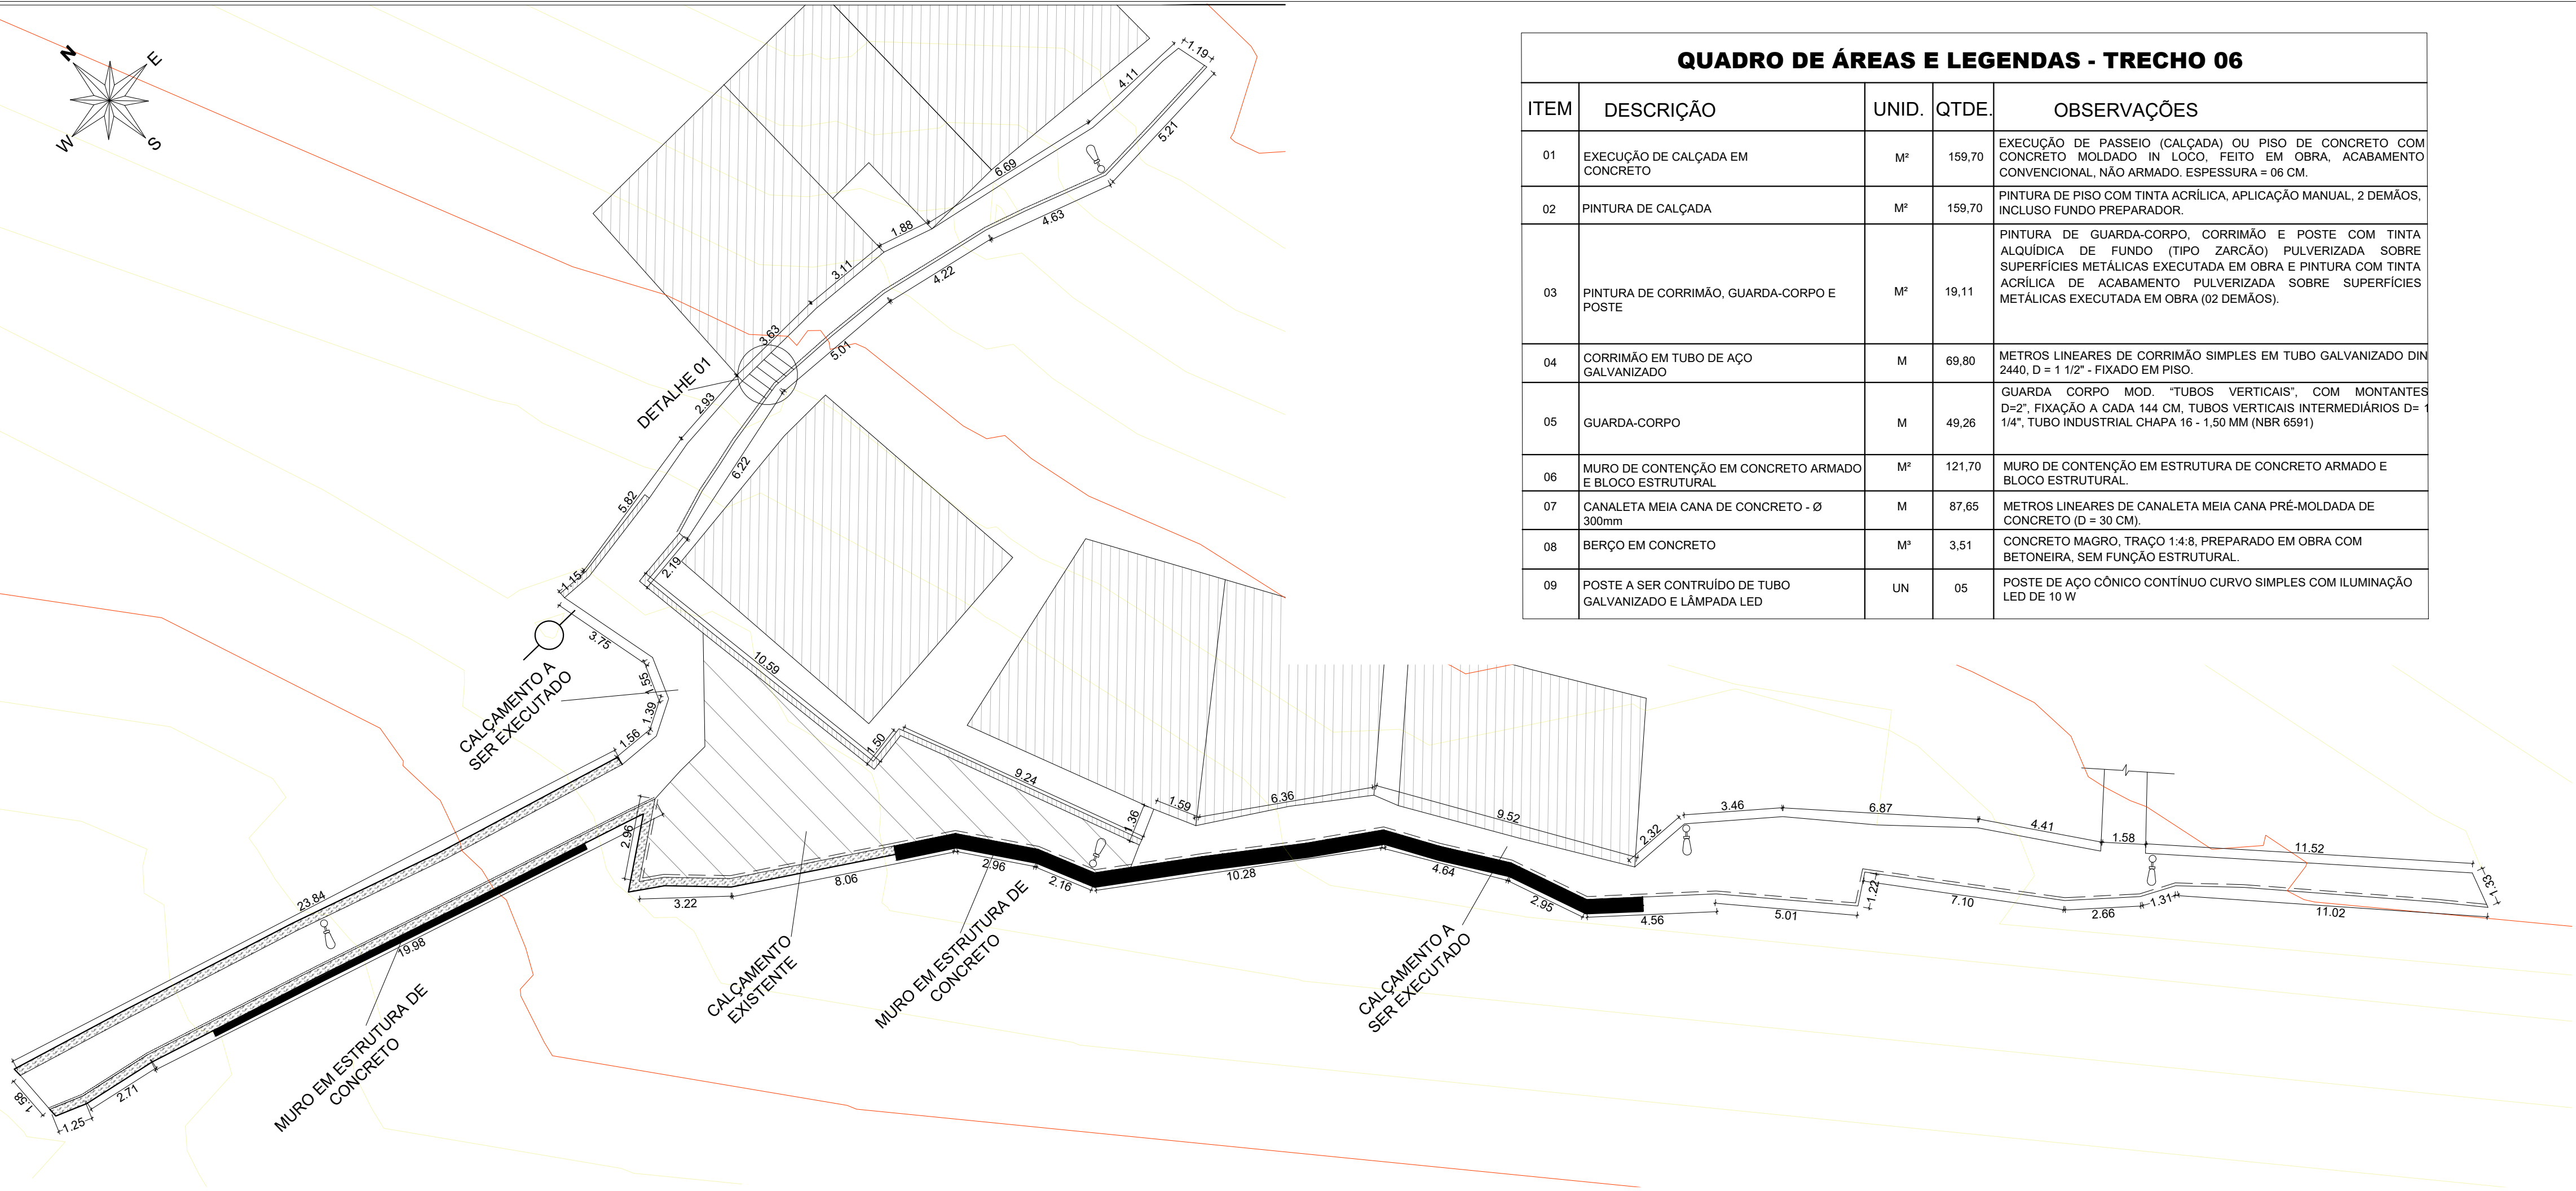 N
E
W
S
QUADRO DE ÁREAS E LEGENDAS - TRECHO 06
ITEM DESCRIÇÃO UNID. QTDE. OBSERVAÇÕES
01
EXECUÇÃO DE CALÇADA EM
CONCRETO
M²
159,70
EXECUÇÃO DE PASSEIO (CALÇADA) OU PISO DE CONCRETO COM
CONCRETO MOLDADO IN LOCO, FEITO EM OBRA, ACABAMENTO
CONVENCIONAL, NÃO ARMADO. ESPESSURA = 06 CM.
02
PINTURA DE CALÇADA
M²
159,70
PINTURA DE PISO COM TINTA ACRÍLICA, APLICAÇÃO MANUAL, 2 DEMÃOS,
INCLUSO FUNDO PREPARADOR.
03
PINTURA DE CORRIMÃO, GUARDA-CORPO E
POSTE
M²
19,11
PINTURA DE GUARDA-CORPO, CORRIMÃO E POSTE COM TINTA
ALQUÍDICA DE FUNDO (TIPO ZARCÃO) PULVERIZADA SOBRE
SUPERFÍCIES METÁLICAS EXECUTADA EM OBRA E PINTURA COM TINTA
ACRÍLICA DE ACABAMENTO PULVERIZADA SOBRE SUPERFÍCIES
METÁLICAS EXECUTADA EM OBRA (02 DEMÃOS).
04
CORRIMÃO EM TUBO DE AÇO
GALVANIZADO
M
69,80
METROS LINEARES DE CORRIMÃO SIMPLES EM TUBO GALVANIZADO DIN
2440, D = 1 1/2" - FIXADO EM PISO.
05
GUARDA-CORPO
M
49,26
GUARDA CORPO MOD. “TUBOS VERTICAIS”, COM MONTANTES
D=2”, FIXAÇÃO A CADA 144 CM, TUBOS VERTICAIS INTERMEDIÁRIOS D= 1
1/4", TUBO INDUSTRIAL CHAPA 16 - 1,50 MM (NBR 6591)
06
MURO DE CONTENÇÃO EM CONCRETO ARMADO
E BLOCO ESTRUTURAL
M²
121,70
MURO DE CONTENÇÃO EM ESTRUTURA DE CONCRETO ARMADO E
BLOCO ESTRUTURAL.
07
CANALETA MEIA CANA DE CONCRETO - Ø
300mm
M
87,65
METROS LINEARES DE CANALETA MEIA CANA PRÉ-MOLDADA DE
CONCRETO (D = 30 CM).
08
BERÇO EM CONCRETO
M³
3,51
CONCRETO MAGRO, TRAÇO 1:4:8, PREPARADO EM OBRA COM
BETONEIRA, SEM FUNÇÃO ESTRUTURAL.
09
POSTE A SER CONTRUÍDO DE TUBO
GALVANIZADO E LÂMPADA LED
UN
05
POSTE DE AÇO CÔNICO CONTÍNUO CURVO SIMPLES COM ILUMINAÇÃO
LED DE 10 W
1.19
4.11
5.21
6.69
4.63
1.88
3.11
4.22
3.63
5.01
DETALHE 01
2.93
6.22
5.82
2.19
1.15
3.75
1.55
1.39
1.56
CALÇAMENTO A
SER EXECUTADO
10.59
1.50
9.24
1.36
1.59
6.36
9.52
2.32
3.46
6.87
4.41
1.58
11.52
1.33
2.96
23.84
19.98
3.22
8.06
2.96
2.16
10.28
4.64
2.95
4.56
5.01
1.22
7.10
2.66
1.31
11.02
1.58
1.25
2.71
MURO EM ESTRUTURA DE
CONCRETO
CALÇAMENTO
EXISTENTE
MURO EM ESTRUTURA DE
CONCRETO
CALÇAMENTO A
SER EXECUTADO